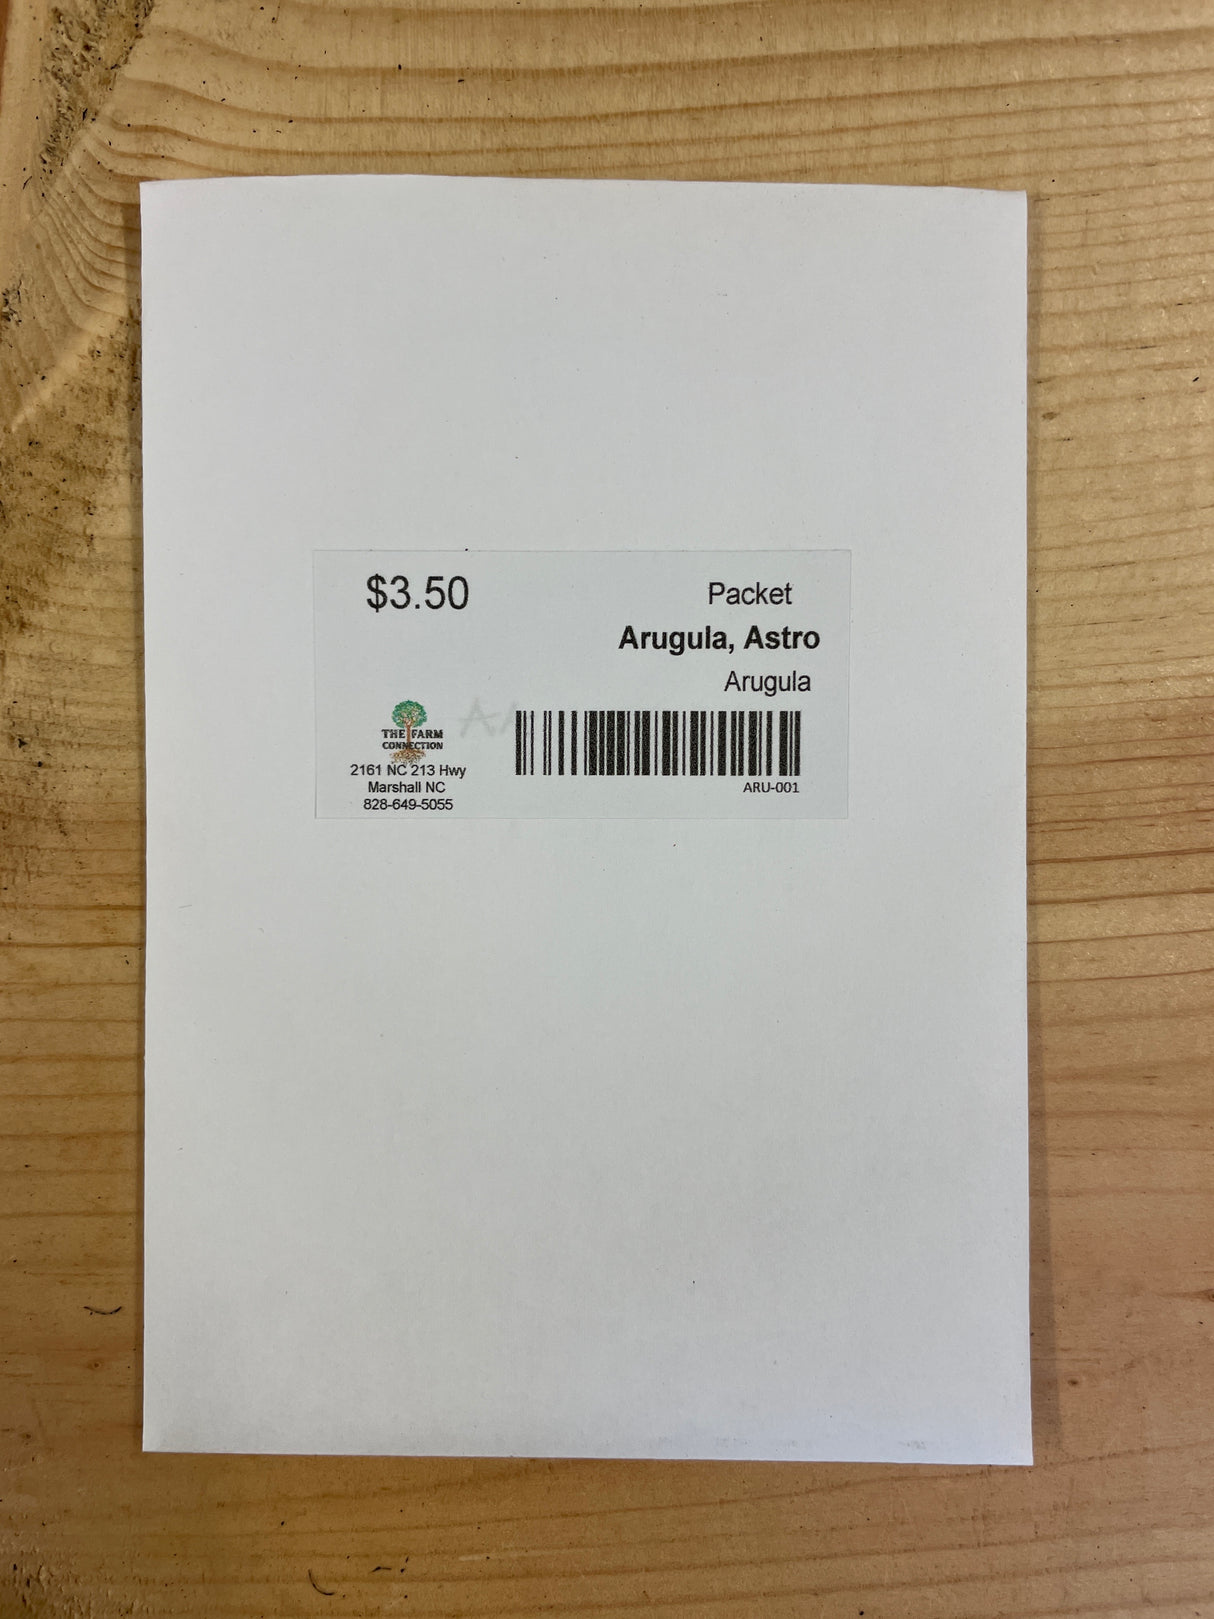 $3.50
Packet
Arugula, Astro
Arugula
THE FARM
CONNECTION
2161 NC 213 Hwy
Marshall NC
828-649-5055
ARU-001